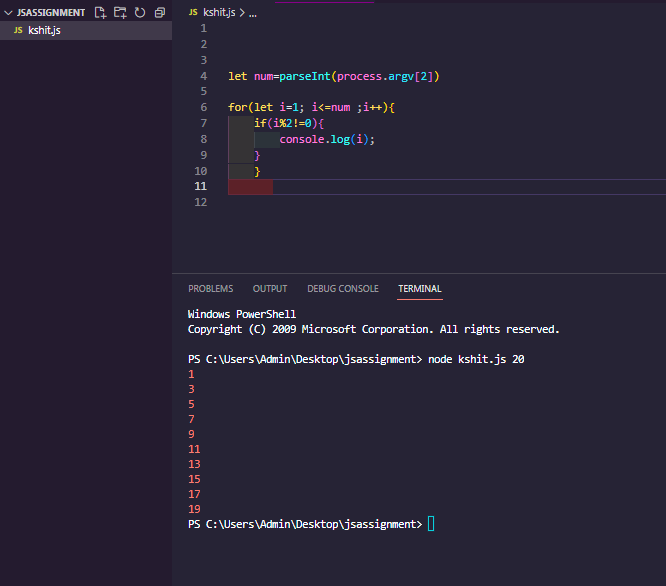 JSASSIGNMENT
JS kshit.js
JS kshit.js > ...
1
2
3
4 let num=parseInt(process.argv[2])
5
6 for(let i=1; i<=num ;i++){
7 if(i%2!=0){
8 console.log(i);
9 }
10 }
11
12
PROBLEMS OUTPUT DEBUG CONSOLE TERMINAL
Windows PowerShell
Copyright (C) 2009 Microsoft Corporation. All rights reserved.
PS C:\Users\Admin\Desktop\jsassignment> node kshit.js 20
1
3
5
7
9
11
13
15
17
19
PS C:\Users\Admin\Desktop\jsassignment>